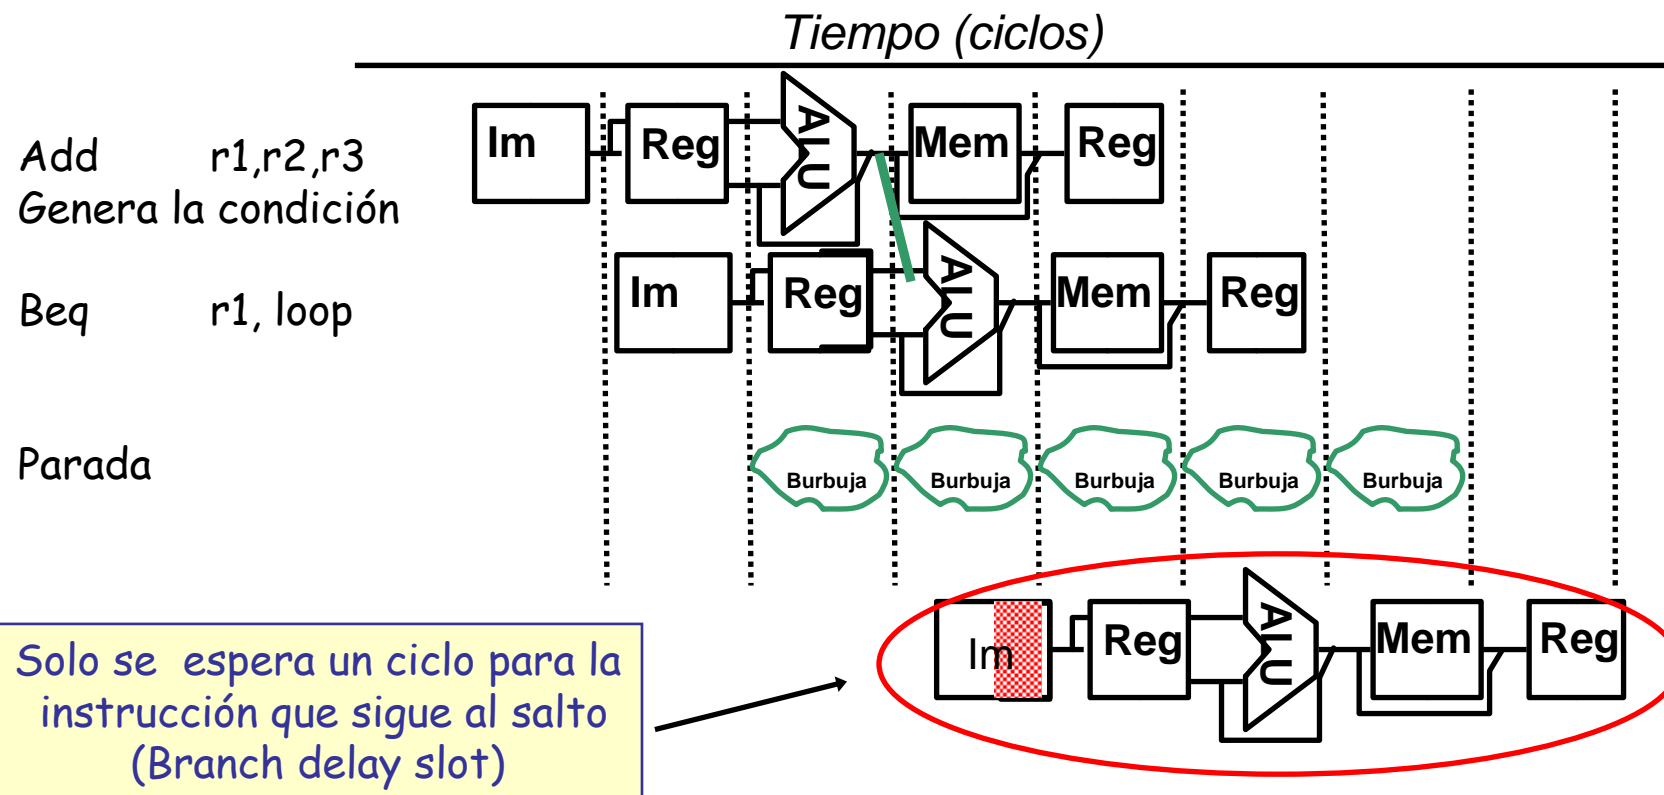 Tiempo (ciclos)
Add r1,r2,r3
Genera la condición
Im Reg ALU Mem Reg
Beq r1, loop
Im Reg ALU Mem Reg
Parada
Burbuja Burbuja Burbuja Burbuja Burbuja
Im Reg ALU Mem Reg
Solo se espera un ciclo para la
instrucción que sigue al salto
(Branch delay slot)